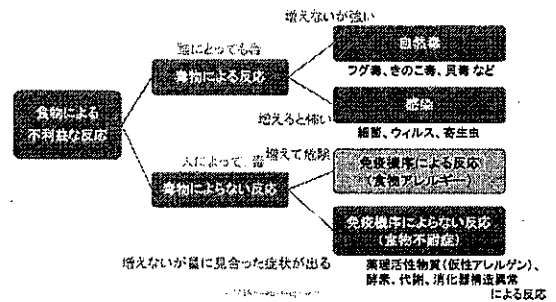 増えないが強い
自然毒
誰にとっても毒
毒物による反応
フグ毒、きのこ毒、貝毒 など
感染
食物による
不利益な反応
増えると怖い
細菌、ウィルス、寄生虫
人によって、毒
増えて危険
毒物によらない反応
免疫機序による反応
(食物アレルギー)
免疫機序によらない反応
(食物不耐症)
増えないが量に見合った症状が出る
薬理活性物質(仮性アレルゲン)、
酵素、代謝、消化器構造異常
による反応